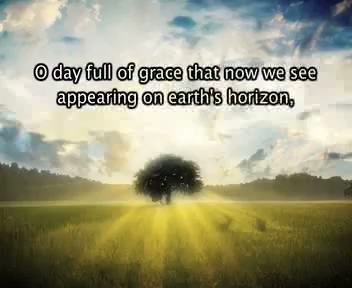 O day full of grace that now we see
appearing on earth's horizon,